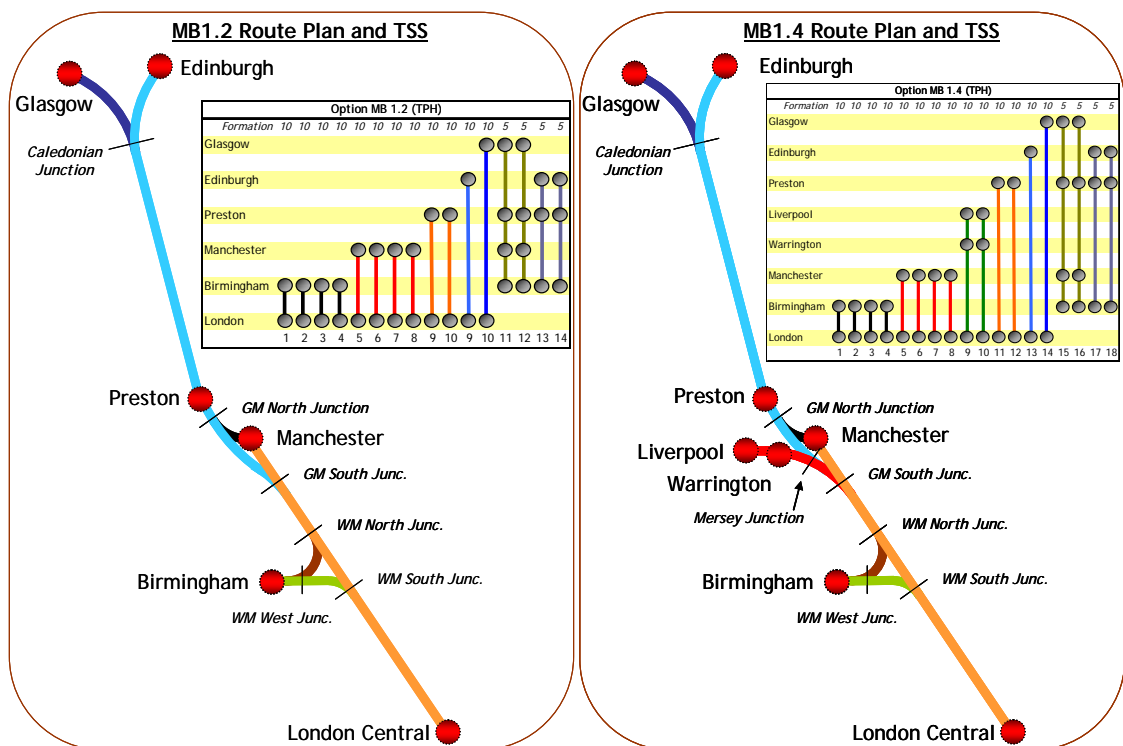 MB1.2 Route Plan and TSS
Edinburgh
Glasgow
Caledonian
Junction
Option MB 1.2 (TPH)
Formation 10 10 10 10 10 10 10 10 10 10 10 10 5 5 5 5
Glasgow
Edinburgh
Preston
Manchester
Birmingham
London
1 2 3 4 5 6 7 8 9 10 9 10 11 12 13 14
Preston
GM North Junction
Manchester
GM South Junc.
WM North Junc.
Birmingham
WM South Junc.
WM West Junc.
London Central
MB1.4 Route Plan and TSS
Edinburgh
Glasgow
Caledonian
Junction
Option MB 1.4 (TPH)
Formation 10 10 10 10 10 10 10 10 10 10 10 10 10 10 5 5 5 5
Glasgow
Edinburgh
Preston
Liverpool
Warrington
Manchester
Birmingham
London
1 2 3 4 5 6 7 8 9 10 11 12 13 14 15 16 17 18
Preston
GM North Junction
Manchester
Liverpool
Warrington
GM South Junc.
Mersey Junction
WM North Junc.
Birmingham
WM South Junc.
WM West Junc.
London Central